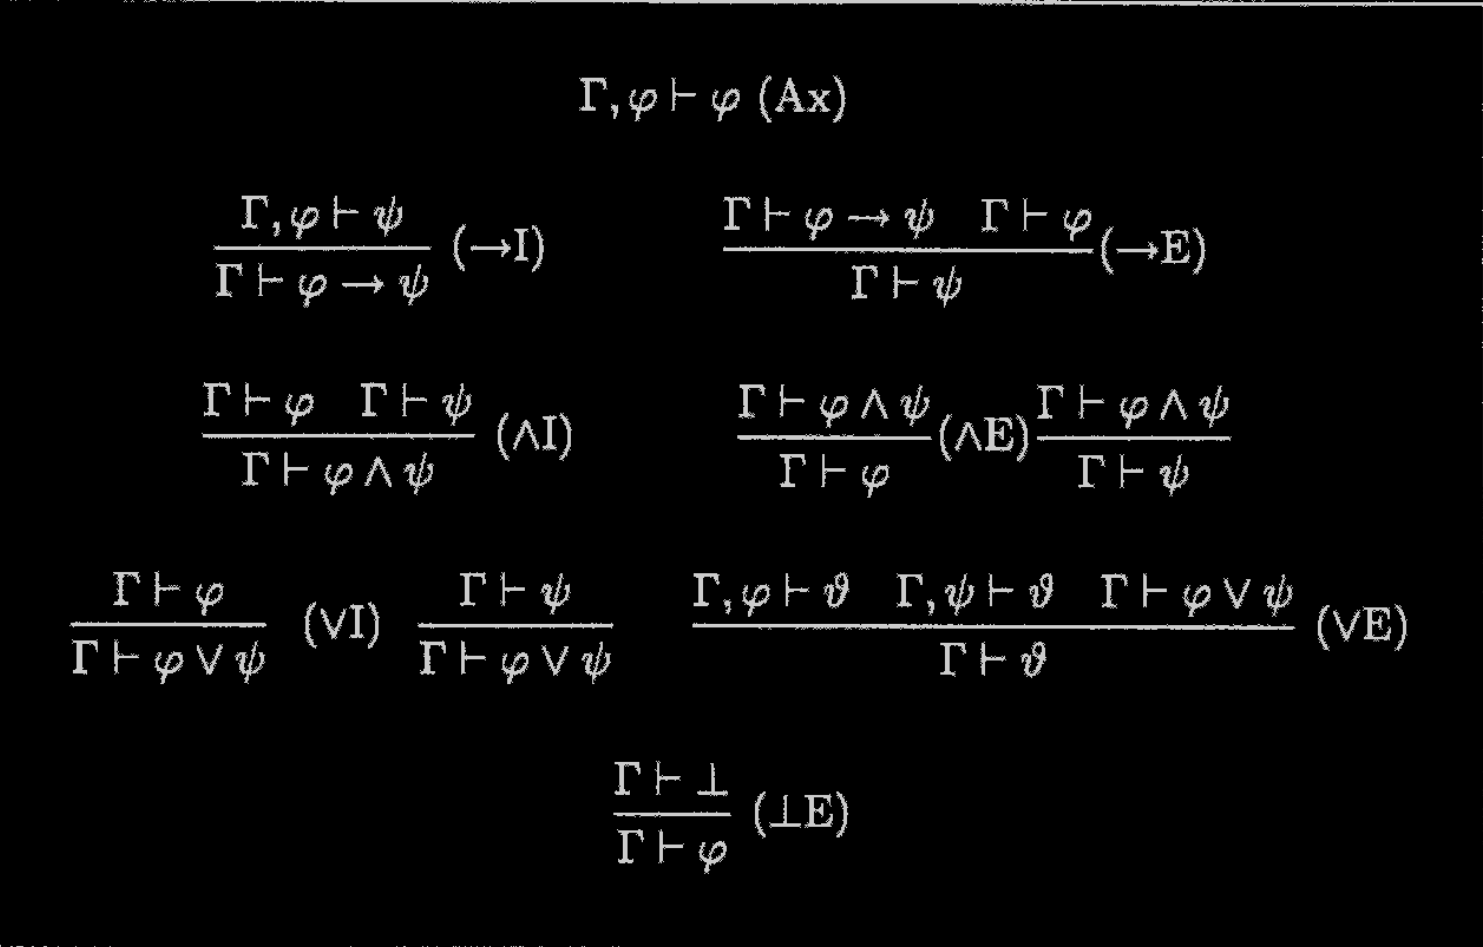 Γ, φ ⊢ φ (Ax)
Γ, φ ⊢ ψ
Γ ⊢ φ → ψ
(→I)
Γ ⊢ φ → ψ Γ ⊢ φ
Γ ⊢ ψ
(→E)
Γ ⊢ φ Γ ⊢ ψ
Γ ⊢ φ ∧ ψ
(∧I)
Γ ⊢ φ ∧ ψ
Γ ⊢ φ
(∧E)
Γ ⊢ φ ∧ ψ
Γ ⊢ ψ
Γ ⊢ φ
Γ ⊢ φ ∨ ψ
(∨I)
Γ ⊢ ψ
Γ ⊢ φ ∨ ψ
Γ, φ ⊢ ϑ Γ, ψ ⊢ ϑ Γ ⊢ φ ∨ ψ
Γ ⊢ ϑ
(∨E)
Γ ⊢ ⊥
Γ ⊢ φ
(⊥E)